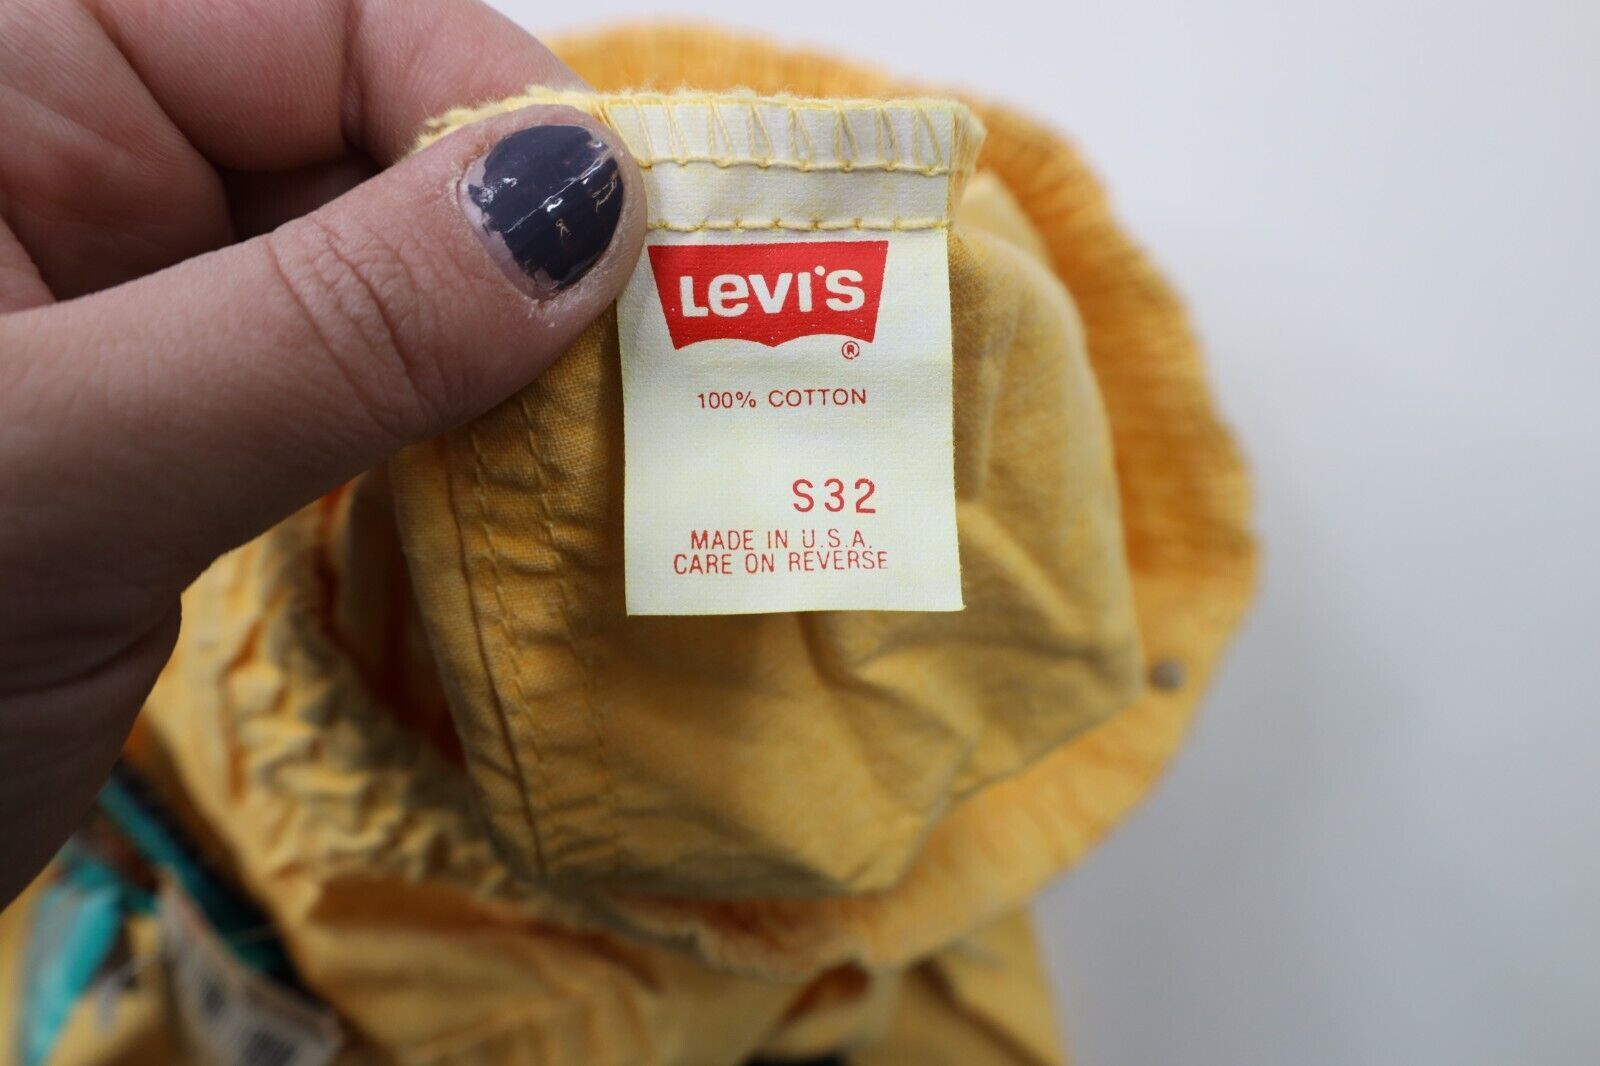 Levi's
®
100% COTTON
S32
MADE IN U.S.A.
CARE ON REVERSE